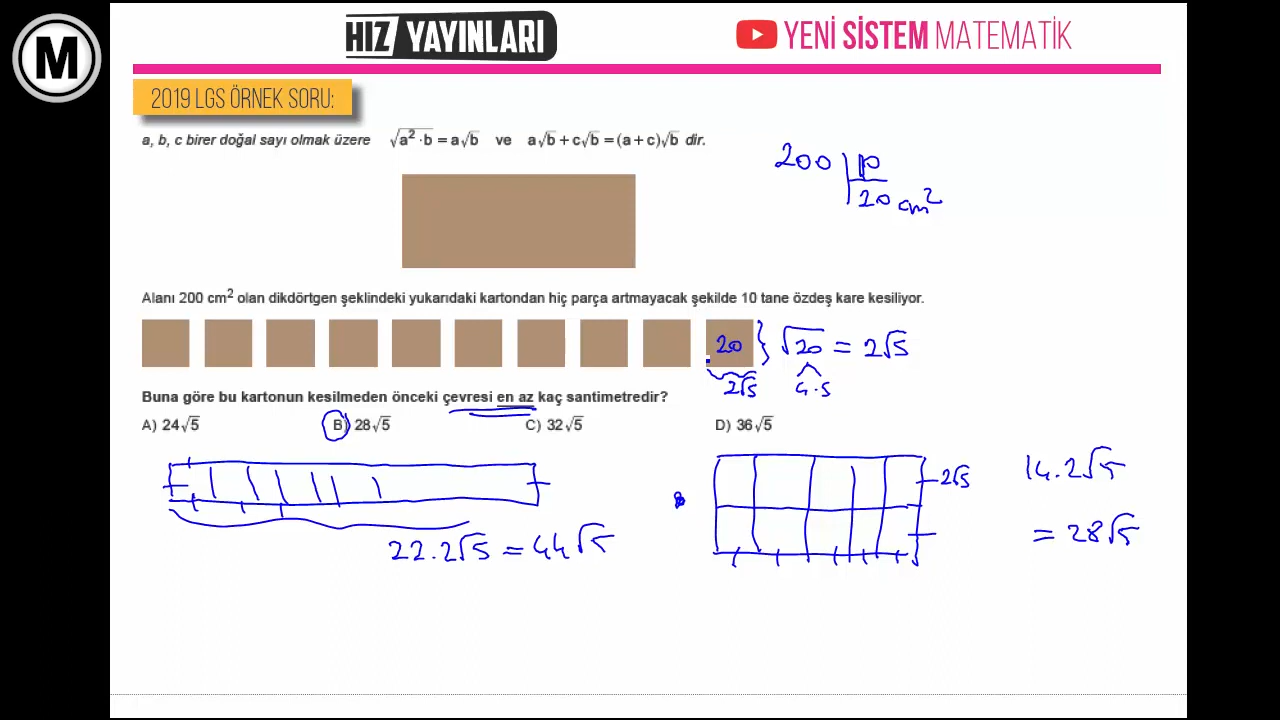 M
HIZ YAYINLARI
YENİ SİSTEM MATEMATİK
2019 LGS ÖRNEK SORU:
a, b, c birer doğal sayı olmak üzere √a²·b = a√b ve a√b + c√b = (a + c)√b dir.
200 | 10
20 cm²
Alanı 200 cm² olan dikdörtgen şeklindeki yukarıdaki kartondan hiç parça artmayacak şekilde 10 tane özdeş kare kesiliyor.
20 } √20 = 2√5
2√5 4.5
Buna göre bu kartonun kesilmeden önceki çevresi en az kaç santimetredir?
A) 24√5 B) 28√5 C) 32√5 D) 36√5
2√5 14.2√5
22.2√5 = 44√5 = 28√5